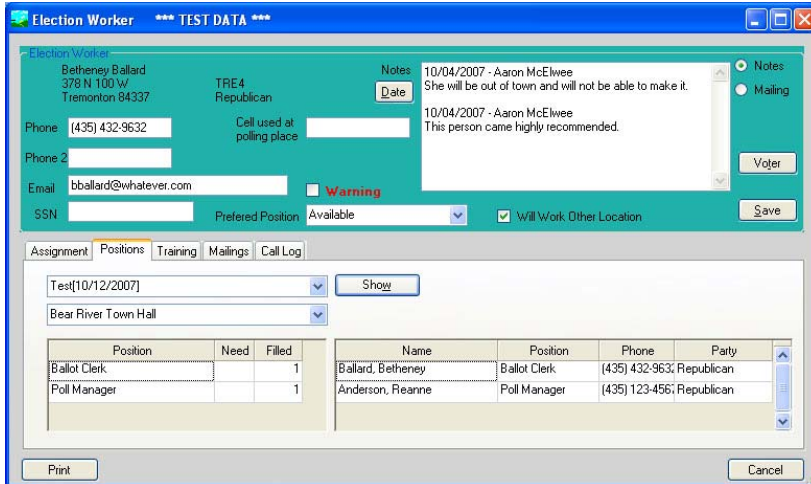 Election Worker *** TEST DATA ***
Election Worker
Betheney Ballard
378 N 100 W
Tremonton 84337
TRE4
Republican
Notes
Date
10/04/2007 - Aaron McElwee
She will be out of town and will not be able to make it.
10/04/2007 - Aaron McElwee
This person came highly recommended.
Notes
Mailing
Phone (435) 432-9632
Cell used at
polling place
Phone 2
Voter
Email bballard@whatever.com
Warning
SSN
Prefered Position Available
Will Work Other Location
Save
Assignment Positions Training Mailings Call Log
Test[10/12/2007]
Show
Bear River Town Hall
Position Need Filled
Ballot Clerk 1
Poll Manager 1
Name Position Phone Party
Ballard, Betheney Ballot Clerk (435) 432-9632 Republican
Anderson, Reanne Poll Manager (435) 123-4567 Republican
Print
Cancel